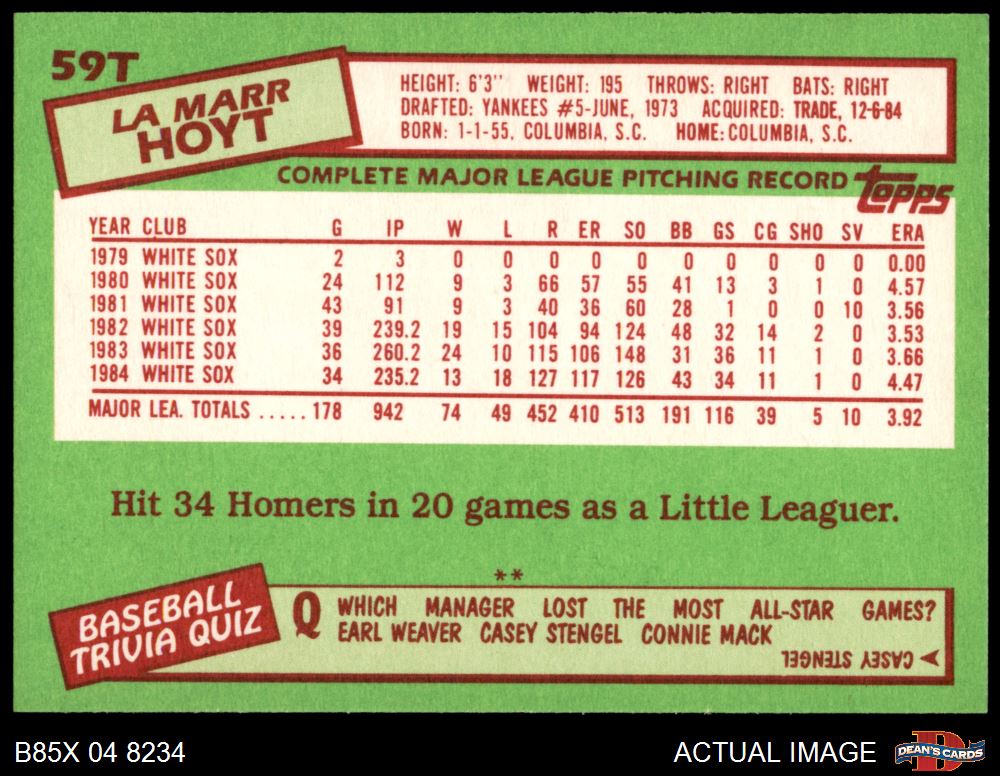 59T
LA MARR
HOYT
HEIGHT: 6'3" WEIGHT: 195 THROWS: RIGHT BATS: RIGHT
DRAFTED: YANKEES #5-JUNE, 1973 ACQUIRED: TRADE, 12-6-84
BORN: 1-1-55, COLUMBIA, S.C. HOME: COLUMBIA, S.C.
COMPLETE MAJOR LEAGUE PITCHING RECORD topps
YEAR CLUB G IP W L R ER SO BB GS CG SHO SV ERA
1979 WHITE SOX 2 3 0 0 0 0 0 0 0 0 0 0 0.00
1980 WHITE SOX 24 112 9 3 66 57 55 41 13 3 1 0 4.57
1981 WHITE SOX 43 91 9 3 40 36 60 28 1 0 0 10 3.56
1982 WHITE SOX 39 239.2 19 15 104 94 124 48 32 14 2 0 3.53
1983 WHITE SOX 36 260.2 24 10 115 106 148 31 36 11 1 0 3.66
1984 WHITE SOX 34 235.2 13 18 127 117 126 43 34 11 1 0 4.47
MAJOR LEA. TOTALS ..... 178 942 74 49 452 410 513 191 116 39 5 10 3.92
Hit 34 Homers in 20 games as a Little Leaguer.
**
BASEBALL
TRIVIA QUIZ
Q WHICH MANAGER LOST THE MOST ALL-STAR GAMES?
EARL WEAVER CASEY STENGEL CONNIE MACK
CASEY STENGEL
B85X 04 8234
ACTUAL IMAGE
D
DEAN'S CARDS